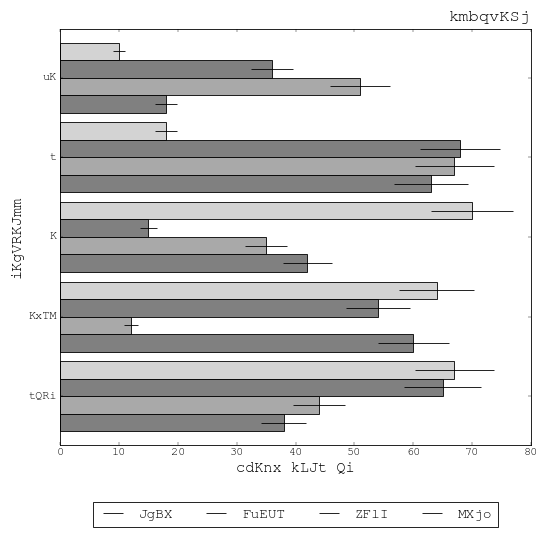 kmbqvKSj
uK
t
K
KxTM
tQRi
iKgVRKJmm
0 10 20 30 40 50 60 70 80
cdKnx kLJt Qi
JgBX FuEUT ZFlI MXjo